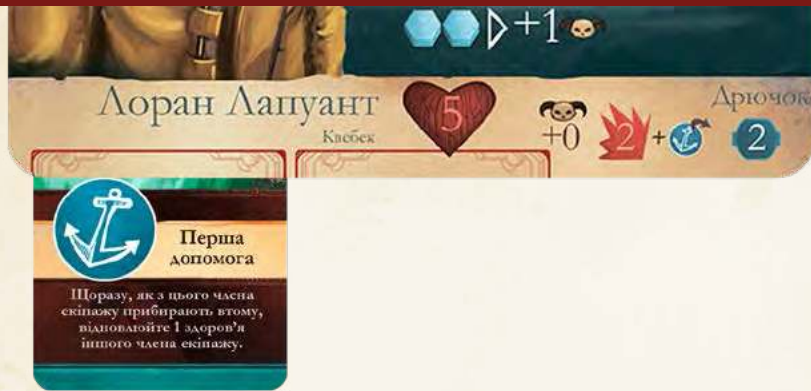 +1
Лоран Лапуант
Квебек
5
+0
2
+
Дрючок
2
Перша
допомога
Щоразу, як з цього члена
екіпажу прибирають втому,
відновлюйте 1 здоров’я
іншого члена екіпажу.